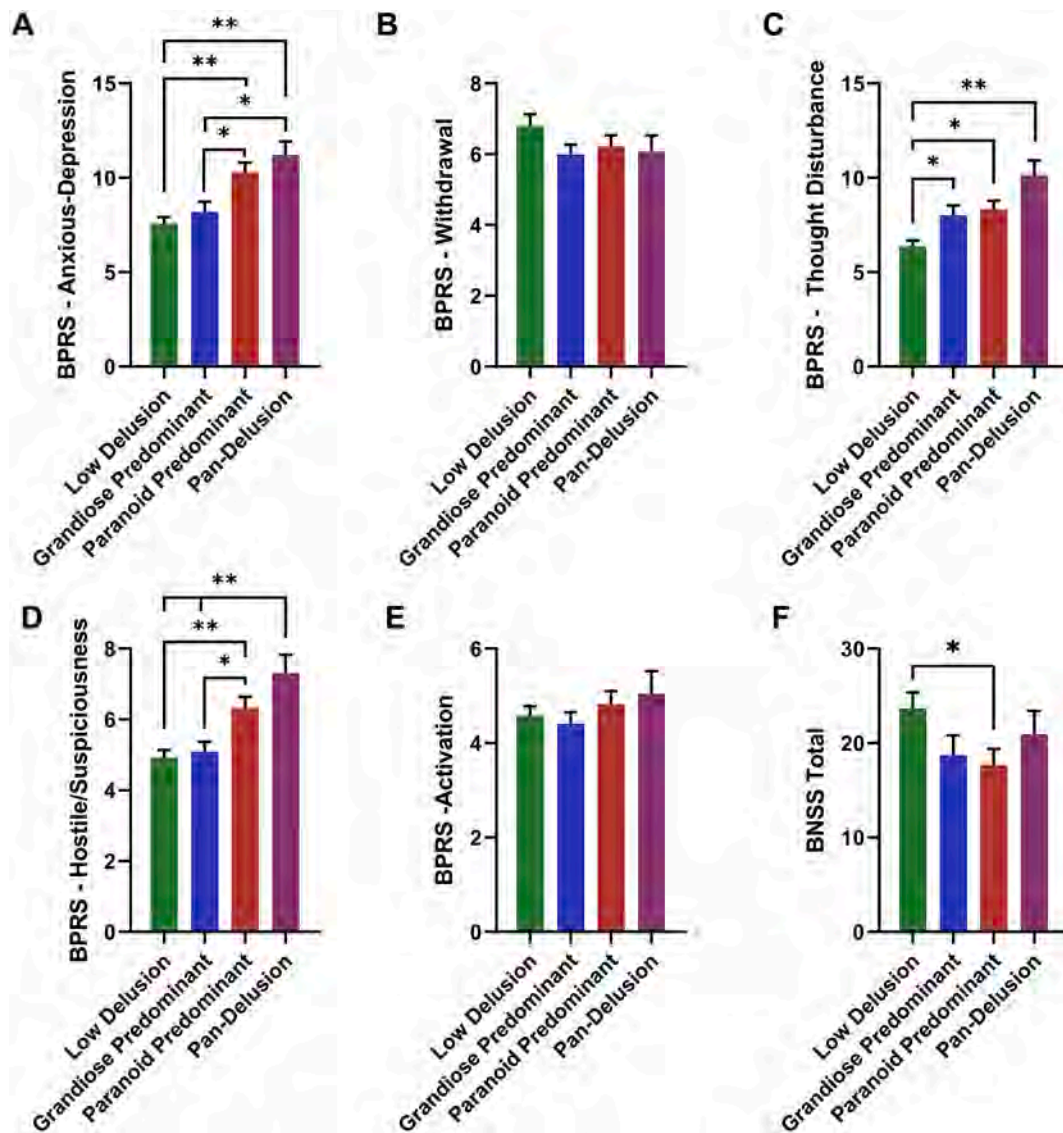 A
**
**
*
*
15
10
5
0
BPRS - Anxious-Depression
Low Delusion
Grandiose Predominant
Paranoid Predominant
Pan-Delusion
B
8
6
4
2
0
BPRS - Withdrawal
Low Delusion
Grandiose Predominant
Paranoid Predominant
Pan-Delusion
C
**
*
*
15
10
5
0
BPRS - Thought Disturbance
Low Delusion
Grandiose Predominant
Paranoid Predominant
Pan-Delusion
D
**
**
*
8
6
4
2
0
BPRS - Hostile/Suspiciousness
Low Delusion
Grandiose Predominant
Paranoid Predominant
Pan-Delusion
E
6
4
2
0
BPRS -Activation
Low Delusion
Grandiose Predominant
Paranoid Predominant
Pan-Delusion
F
*
30
20
10
0
BNSS Total
Low Delusion
Grandiose Predominant
Paranoid Predominant
Pan-Delusion